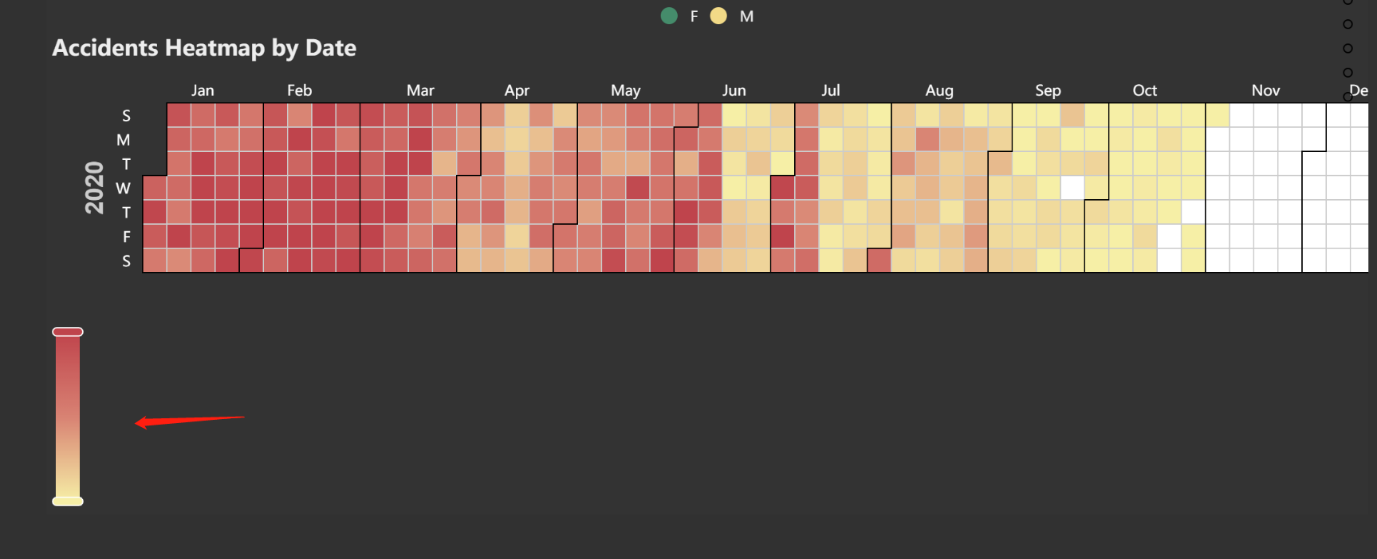 F M
Accidents Heatmap by Date
Jan Feb Mar Apr May Jun Jul Aug Sep Oct Nov De
2020
S
M
T
W
T
F
S